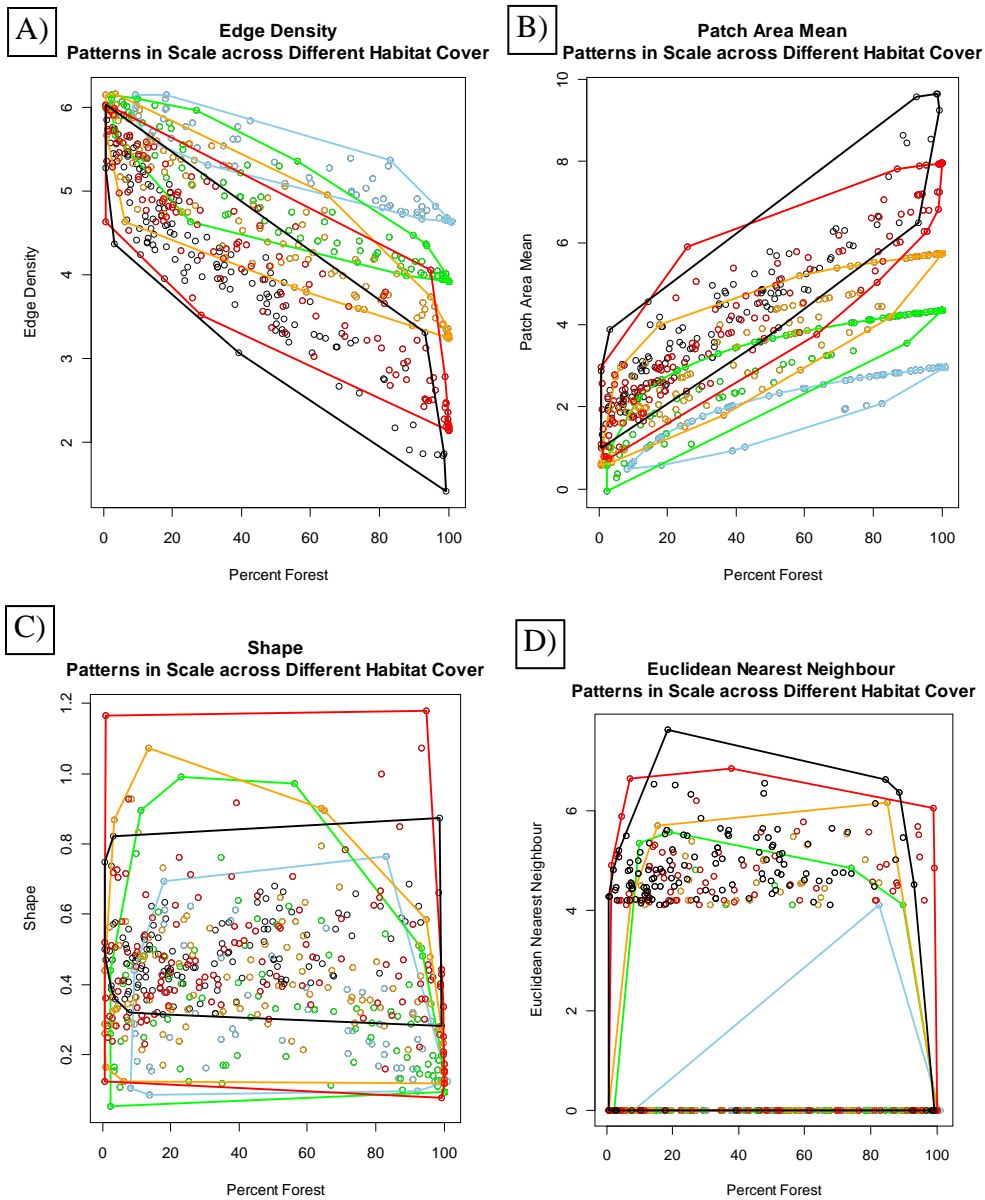 A)
Edge Density
Patterns in Scale across Different Habitat Cover
Edge Density
6
5
4
3
2
0 20 40 60 80 100
Percent Forest
B)
Patch Area Mean
Patterns in Scale across Different Habitat Cover
Patch Area Mean
10
8
6
4
2
0
0 20 40 60 80 100
Percent Forest
C)
Shape
Patterns in Scale across Different Habitat Cover
Shape
1.2
1.0
0.8
0.6
0.4
0.2
0 20 40 60 80 100
Percent Forest
D)
Euclidean Nearest Neighbour
Patterns in Scale across Different Habitat Cover
Euclidean Nearest Neighbour
6
4
2
0
0 20 40 60 80 100
Percent Forest